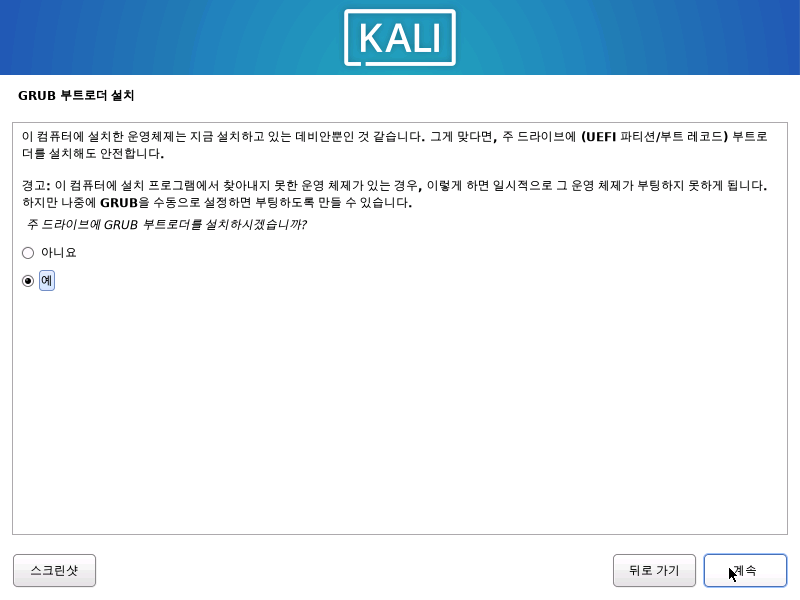 KALI
GRUB 부트로더 설치
이 컴퓨터에 설치한 운영체제는 지금 설치하고 있는 데비안뿐인 것 같습니다. 그게 맞다면, 주 드라이브에 (UEFI 파티션/부트 레코드) 부트로
더를 설치해도 안전합니다.
경고: 이 컴퓨터에 설치 프로그램에서 찾아내지 못한 운영 체제가 있는 경우, 이렇게 하면 일시적으로 그 운영 체제가 부팅하지 못하게 됩니다.
하지만 나중에 GRUB을 수동으로 설정하면 부팅하도록 만들 수 있습니다.
주 드라이브에 GRUB 부트로더를 설치하시겠습니까?
아니요
예
스크린샷
뒤로 가기
계속